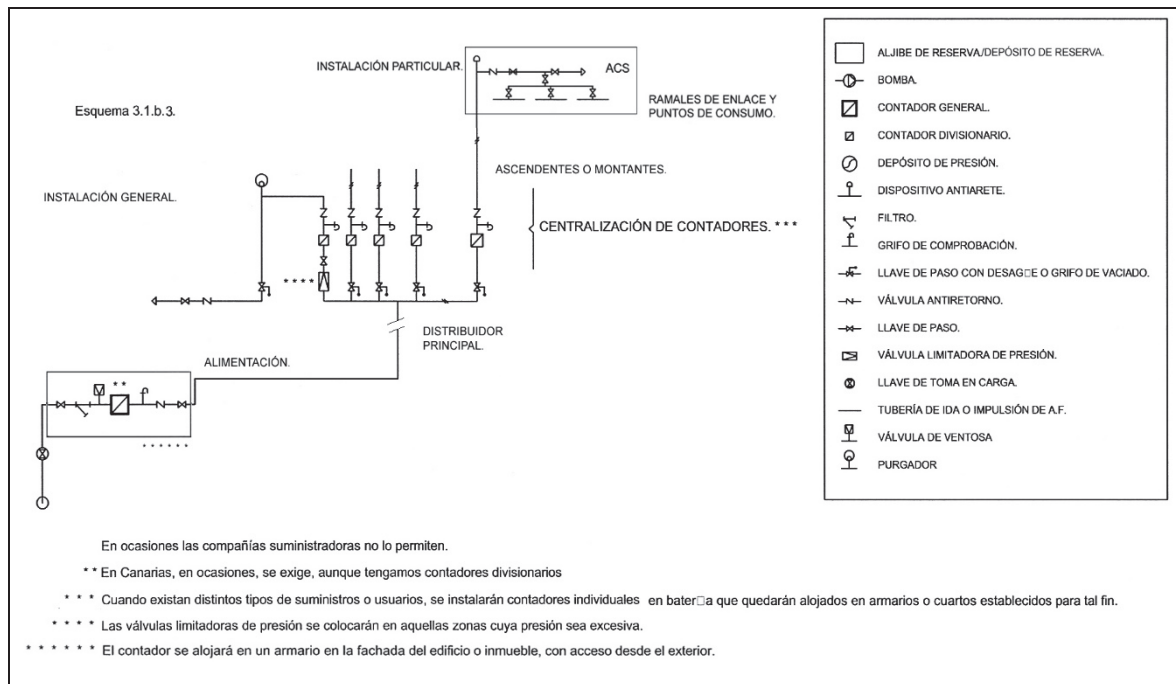 Esquema 3.1.b.3.
INSTALACIÓN PARTICULAR.
ACS
RAMALES DE ENLACE Y
PUNTOS DE CONSUMO.
ASCENDENTES O MONTANTES.
INSTALACIÓN GENERAL.
CENTRALIZACIÓN DE CONTADORES. * * *
* * * *
DISTRIBUIDOR
PRINCIPAL.
ALIMENTACIÓN.
* *
* * * * * *
ALJIBE DE RESERVA/DEPÓSITO DE RESERVA.
BOMBA.
CONTADOR GENERAL.
CONTADOR DIVISIONARIO.
DEPÓSITO DE PRESIÓN.
DISPOSITIVO ANTIARETE.
FILTRO.
GRIFO DE COMPROBACIÓN.
LLAVE DE PASO CON DESAG□E O GRIFO DE VACIADO.
VÁLVULA ANTIRETORNO.
LLAVE DE PASO.
VÁLVULA LIMITADORA DE PRESIÓN.
LLAVE DE TOMA EN CARGA.
TUBERÍA DE IDA O IMPULSIÓN DE A.F.
VÁLVULA DE VENTOSA
PURGADOR
En ocasiones las compañías suministradoras no lo permiten.
* * En Canarias, en ocasiones, se exige, aunque tengamos contadores divisionarios
* * * Cuando existan distintos tipos de suministros o usuarios, se instalarán contadores individuales en bater□a que quedarán alojados en armarios o cuartos establecidos para tal fin.
* * * * Las válvulas limitadoras de presión se colocarán en aquellas zonas cuya presión sea excesiva.
* * * * * * El contador se alojará en un armario en la fachada del edificio o inmueble, con acceso desde el exterior.